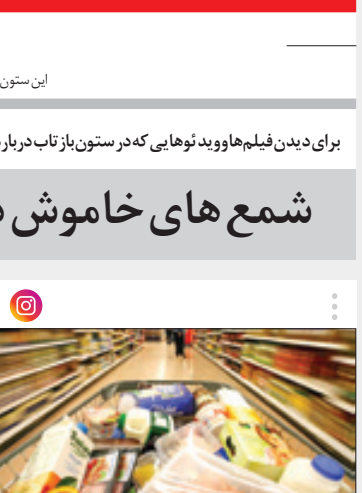 این ستون
برای دیدن فیلم‌ها و ویدئوهایی که در ستون بازتاب دربار
شمع های خاموش د